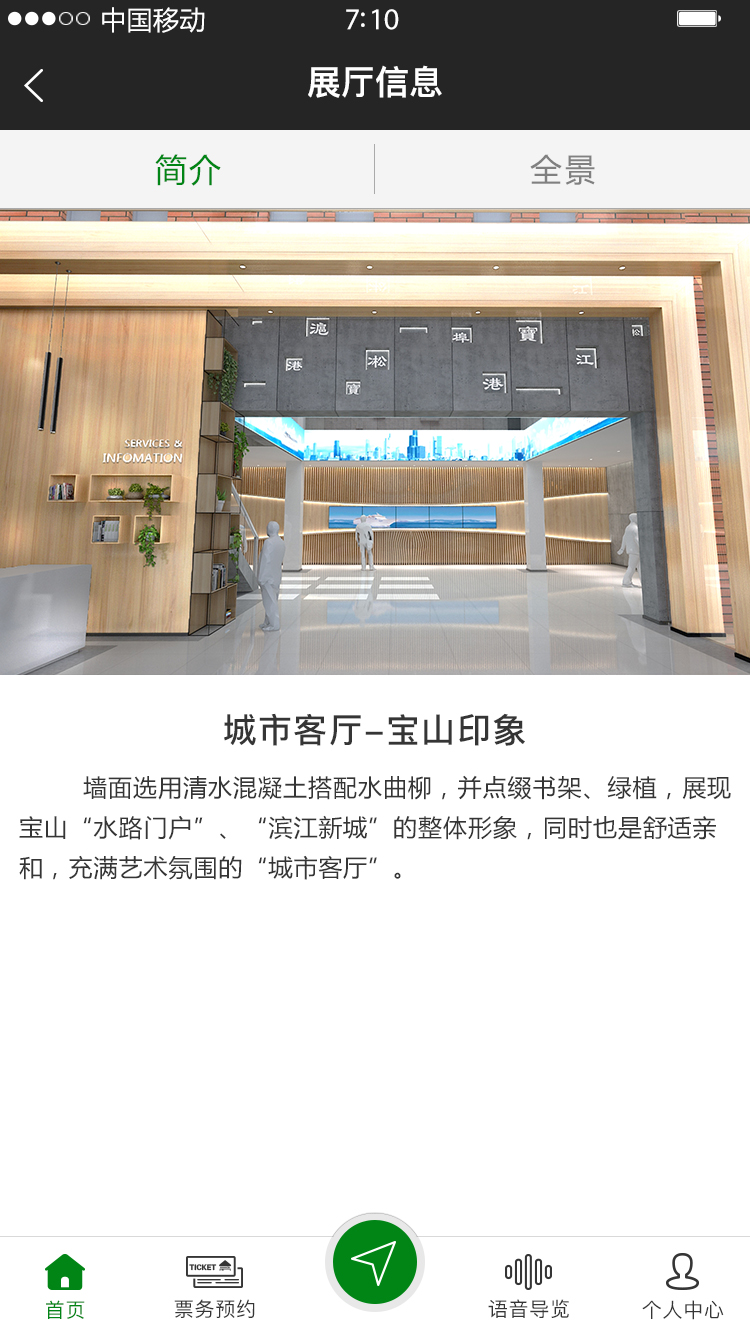 中国移动 7:10
展厅信息
简介 全景
滬 埠 寶 松
港 淞 江
寶 港
SERVICES &
INFOMATION
城市客厅–宝山印象
墙面选用清水混凝土搭配水曲柳，并点缀书架、绿植，展现
宝山“水路门户”、“滨江新城”的整体形象，同时也是舒适亲
和，充满艺术氛围的“城市客厅”。
TICKET
首页 票务预约 语音导览 个人中心